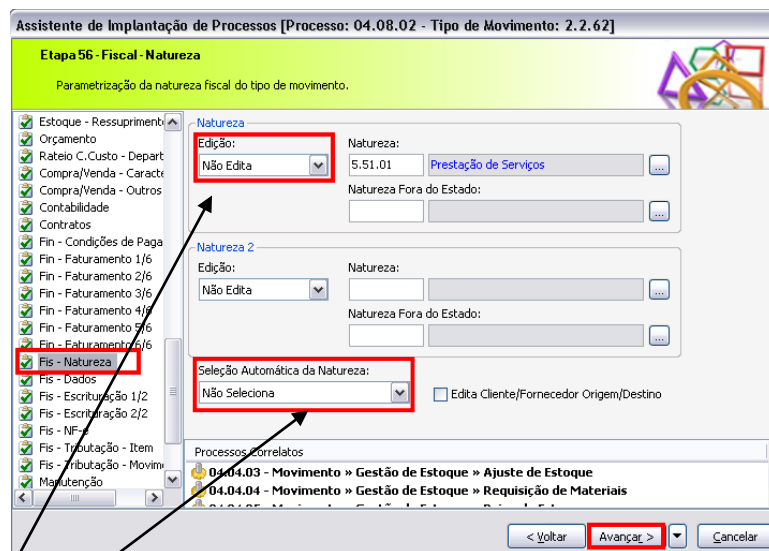 Assistente de Implantação de Processos [Processo: 04.08.02 - Tipo de Movimento: 2.2.62]
Etapa 56 - Fiscal - Natureza
Parametrização da natureza fiscal do tipo de movimento.
Estoque - Ressupriment
Orçamento
Rateio C.Custo - Depart
Compra/Venda - Caracte
Compra/Venda - Outros
Contabilidade
Contratos
Fin - Condições de Paga
Fin - Faturamento 1/6
Fin - Faturamento 2/6
Fin - Faturamento 3/6
Fin - Faturamento 4/6
Fin - Faturamento 5/6
Fin - Faturamento 6/6
Fis - Natureza
Fis - Dados
Fis - Escrituração 1/2
Fis - Escrituração 2/2
Fis - NF-e
Fis - Tributação - Item
Fis - Tributação - Movim
Manutenção
Natureza
Edição:
Natureza:
Não Edita
5.51.01
Prestação de Serviços
...
Natureza Fora do Estado:
...
Natureza 2
Edição:
Natureza:
Não Edita
...
Natureza Fora do Estado:
...
Seleção Automática da Natureza:
Não Seleciona
Edita Cliente/Fornecedor Origem/Destino
Processos Correlatos
04.04.03 - Movimento » Gestão de Estoque » Ajuste de Estoque
04.04.04 - Movimento » Gestão de Estoque » Requisição de Materiais
< Voltar
Avançar >
Cancelar